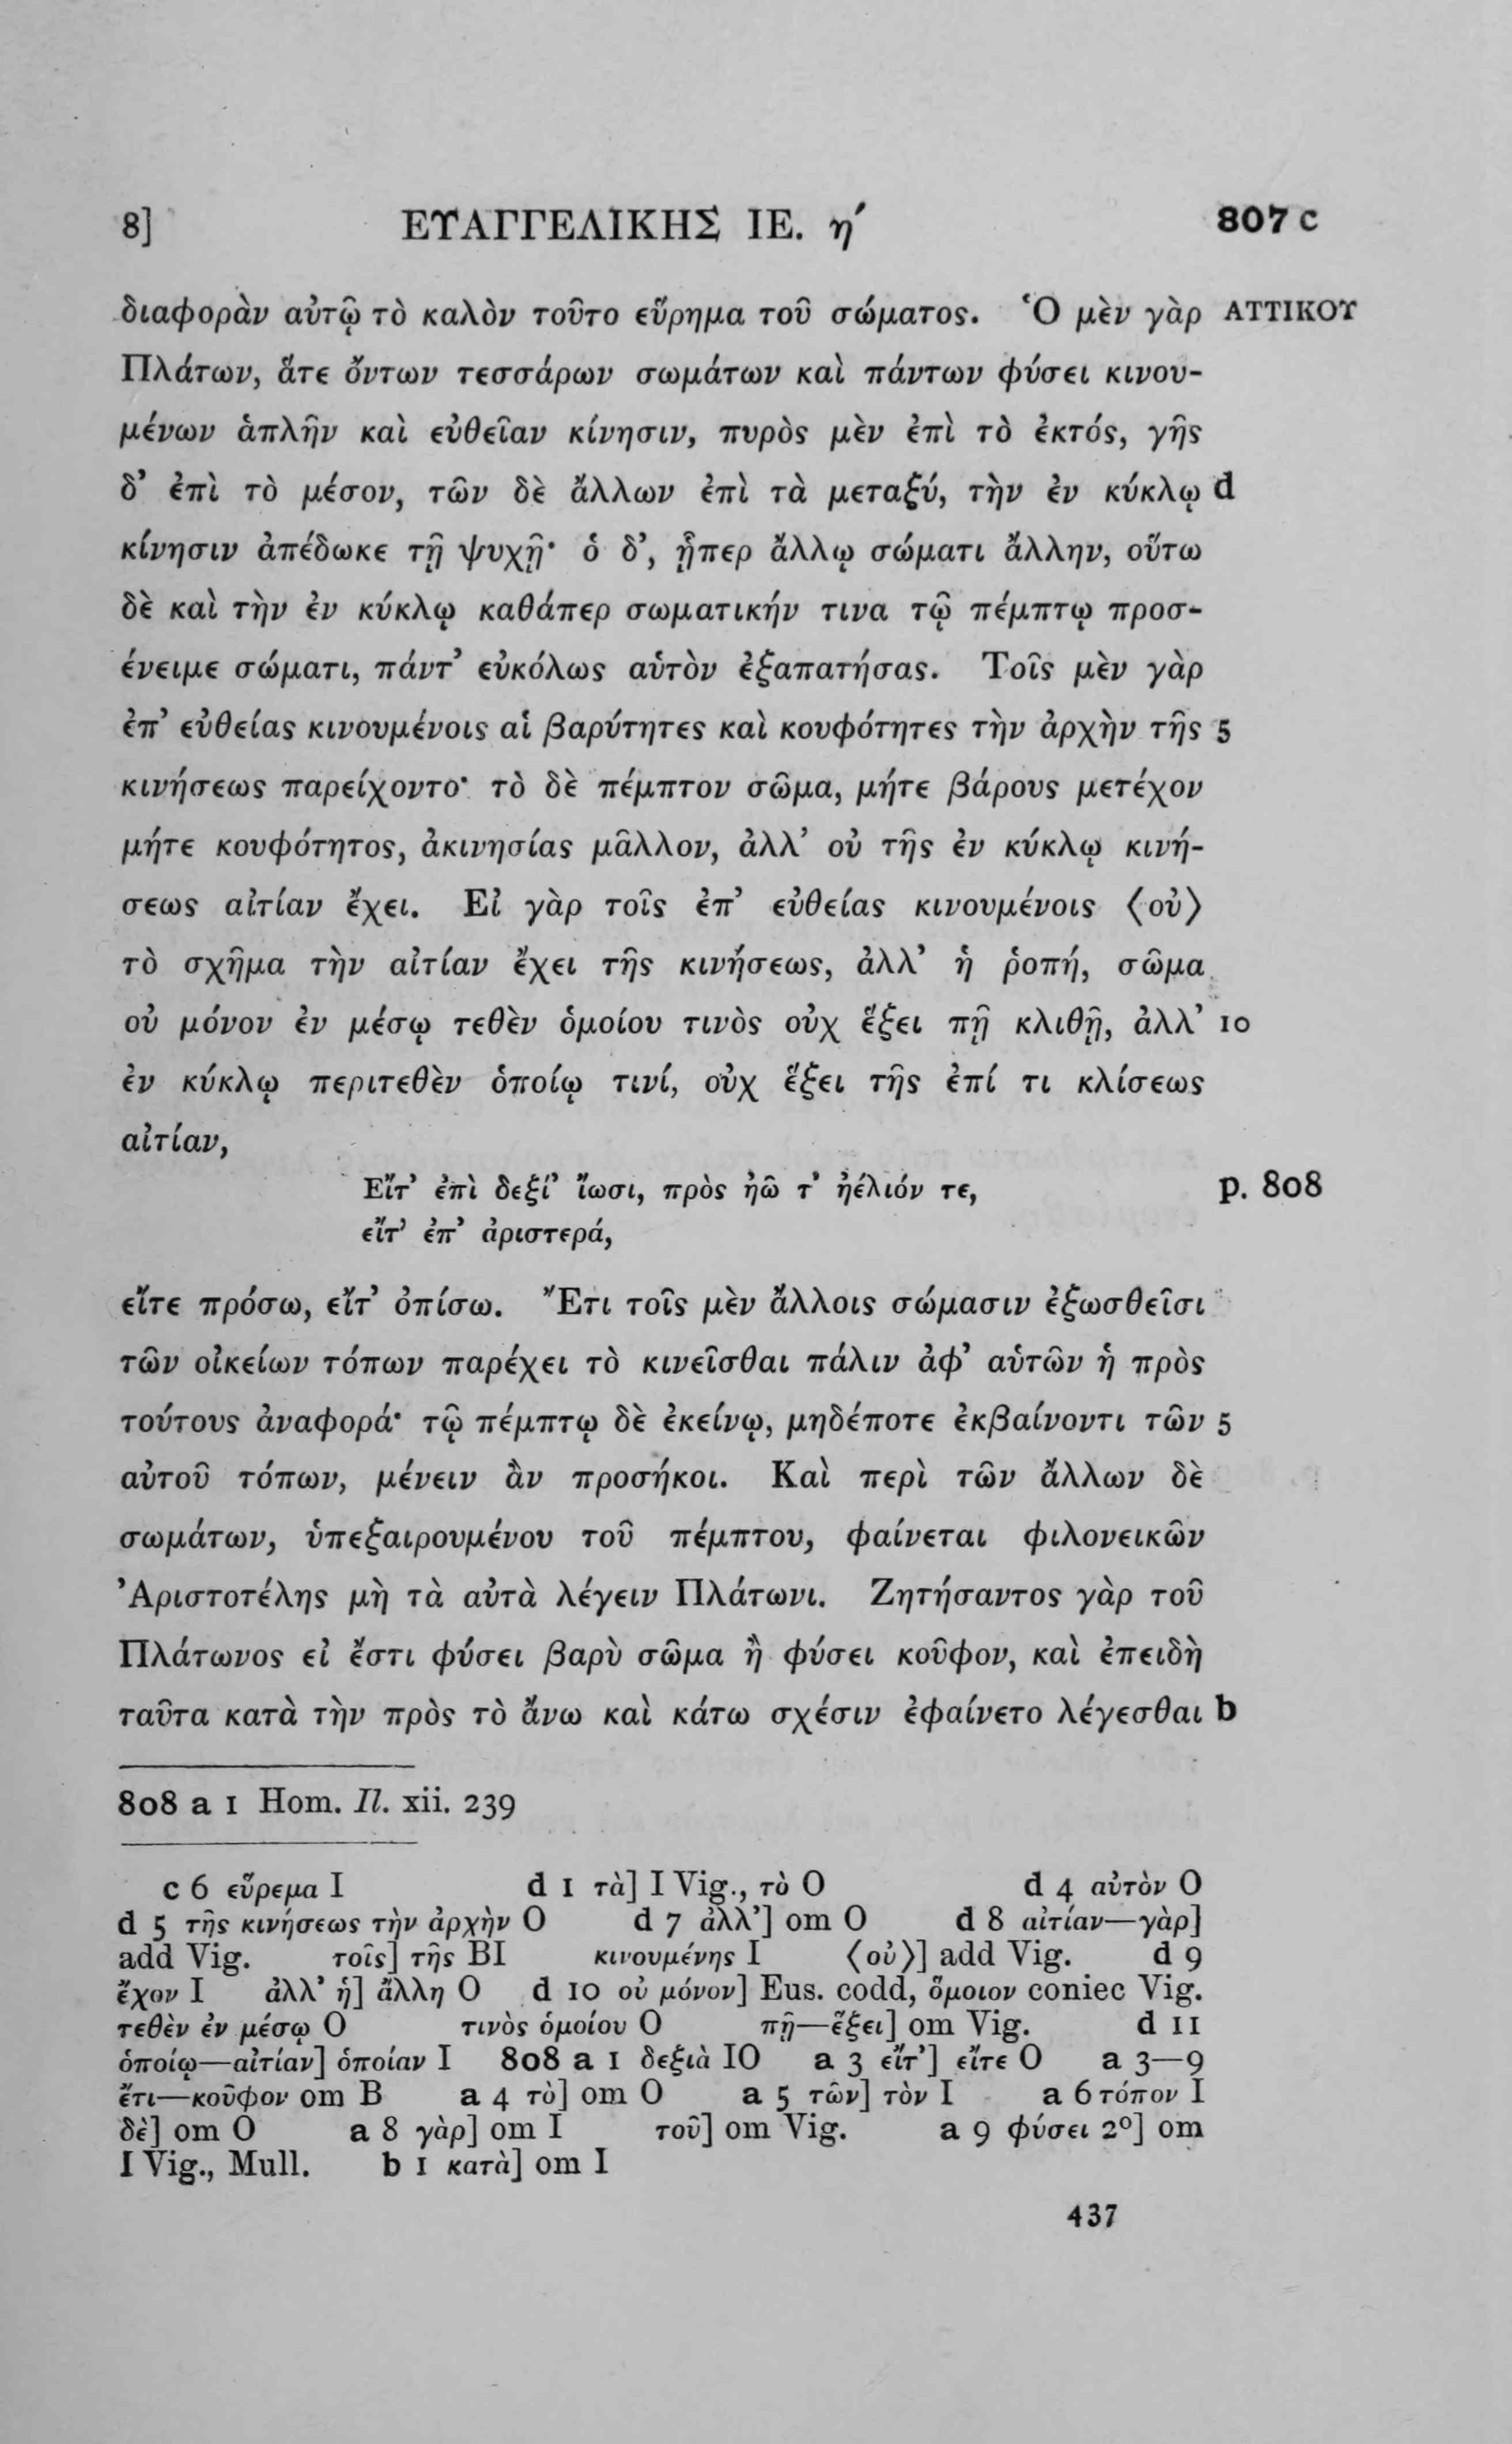 8] ΕΥΑΓΓΕΛΙΚΗΣ ΙΕ. η´ 807 c
διαφορὰν αὐτῷ τὸ καλὸν τοῦτο εὕρημα τοῦ σώματος. Ὁ μὲν γὰρ ΑΤΤΙΚΟΥ
Πλάτων, ἅτε ὄντων τεσσάρων σωμάτων καὶ πάντων φύσει κινου-
μένων ἁπλῆν καὶ εὐθεῖαν κίνησιν, πυρὸς μὲν ἐπὶ τὸ ἐκτός, γῆς
δ’ ἐπὶ τὸ μέσον, τῶν δὲ ἄλλων ἐπὶ τὰ μεταξύ, τὴν ἐν κύκλῳ d
κίνησιν ἀπέδωκε τῇ ψυχῇ· ὁ δ’, ᾗπερ ἄλλῳ σώματι ἄλλην, οὕτω
δὲ καὶ τὴν ἐν κύκλῳ καθάπερ σωματικήν τινα τῷ πέμπτῳ προσ-
ένειμε σώματι, πάντ’ εὐκόλως αὑτὸν ἐξαπατήσας. Τοῖς μὲν γὰρ
ἐπ’ εὐθείας κινουμένοις αἱ βαρύτητες καὶ κουφότητες τὴν ἀρχὴν τῆς 5
κινήσεως παρείχοντο· τὸ δὲ πέμπτον σῶμα, μήτε βάρους μετέχον
μήτε κουφότητος, ἀκινησίας μᾶλλον, ἀλλ’ οὐ τῆς ἐν κύκλῳ κινή-
σεως αἰτίαν ἔχει. Εἰ γὰρ τοῖς ἐπ’ εὐθείας κινουμένοις ⟨οὐ⟩
τὸ σχῆμα τὴν αἰτίαν ἔχει τῆς κινήσεως, ἀλλ’ ἡ ῥοπή, σῶμα
οὐ μόνον ἐν μέσῳ τεθὲν ὁμοίου τινὸς οὐχ ἕξει πῇ κλιθῇ, ἀλλ’ 10
ἐν κύκλῳ περιτεθὲν ὁποίῳ τινί, οὐχ ἕξει τῆς ἐπί τι κλίσεως
αἰτίαν,
Εἴτ’ ἐπὶ δεξί’ ἴωσι, πρὸς ἠῶ τ’ ἠέλιόν τε, p. 808
εἴτ’ ἐπ’ ἀριστερά,
εἴτε πρόσω, εἴτ’ ὀπίσω. Ἔτι τοῖς μὲν ἄλλοις σώμασιν ἐξωσθεῖσι
τῶν οἰκείων τόπων παρέχει τὸ κινεῖσθαι πάλιν ἀφ’ αὑτῶν ἡ πρὸς
τούτους ἀναφορά· τῷ πέμπτῳ δὲ ἐκείνῳ, μηδέποτε ἐκβαίνοντι τῶν 5
αὐτοῦ τόπων, μένειν ἂν προσήκοι. Καὶ περὶ τῶν ἄλλων δὲ
σωμάτων, ὑπεξαιρουμένου τοῦ πέμπτου, φαίνεται φιλονεικῶν
Ἀριστοτέλης μὴ τὰ αὐτὰ λέγειν Πλάτωνι. Ζητήσαντος γὰρ τοῦ
Πλάτωνος εἰ ἔστι φύσει βαρὺ σῶμα ἢ φύσει κοῦφον, καὶ ἐπειδὴ
ταῦτα κατὰ τὴν πρὸς τὸ ἄνω καὶ κάτω σχέσιν ἐφαίνετο λέγεσθαι b
808 a 1 Hom. Il. xii. 239
c 6 εὕρεμα I d 1 τὰ] I Vig., τὸ O d 4 αὐτὸν O
d 5 τῆς κινήσεως τὴν ἀρχὴν O d 7 ἀλλ’] om O d 8 αἰτίαν—γὰρ]
add Vig. τοῖς] τῆς BI κινουμένης I ⟨οὐ⟩] add Vig. d 9
ἔχον I ἀλλ’ ἡ] ἄλλη O d 10 οὐ μόνον] Eus. codd, ὅμοιον coniec Vig.
τεθὲν ἐν μέσῳ O τινὸς ὁμοίου O πῇ—ἕξει] om Vig. d 11
ὁποίῳ—αἰτίαν] ὁποίαν I 808 a 1 δεξιὰ IO a 3 εἴτ’] εἴτε O a 3—9
ἔτι—κοῦφον om B a 4 τὸ] om O a 5 τῶν] τὸν I a 6 τόπον I
δὲ] om O a 8 γὰρ] om I τοῦ] om Vig. a 9 φύσει 2º] om
I Vig., Mull. b 1 κατὰ] om I
437